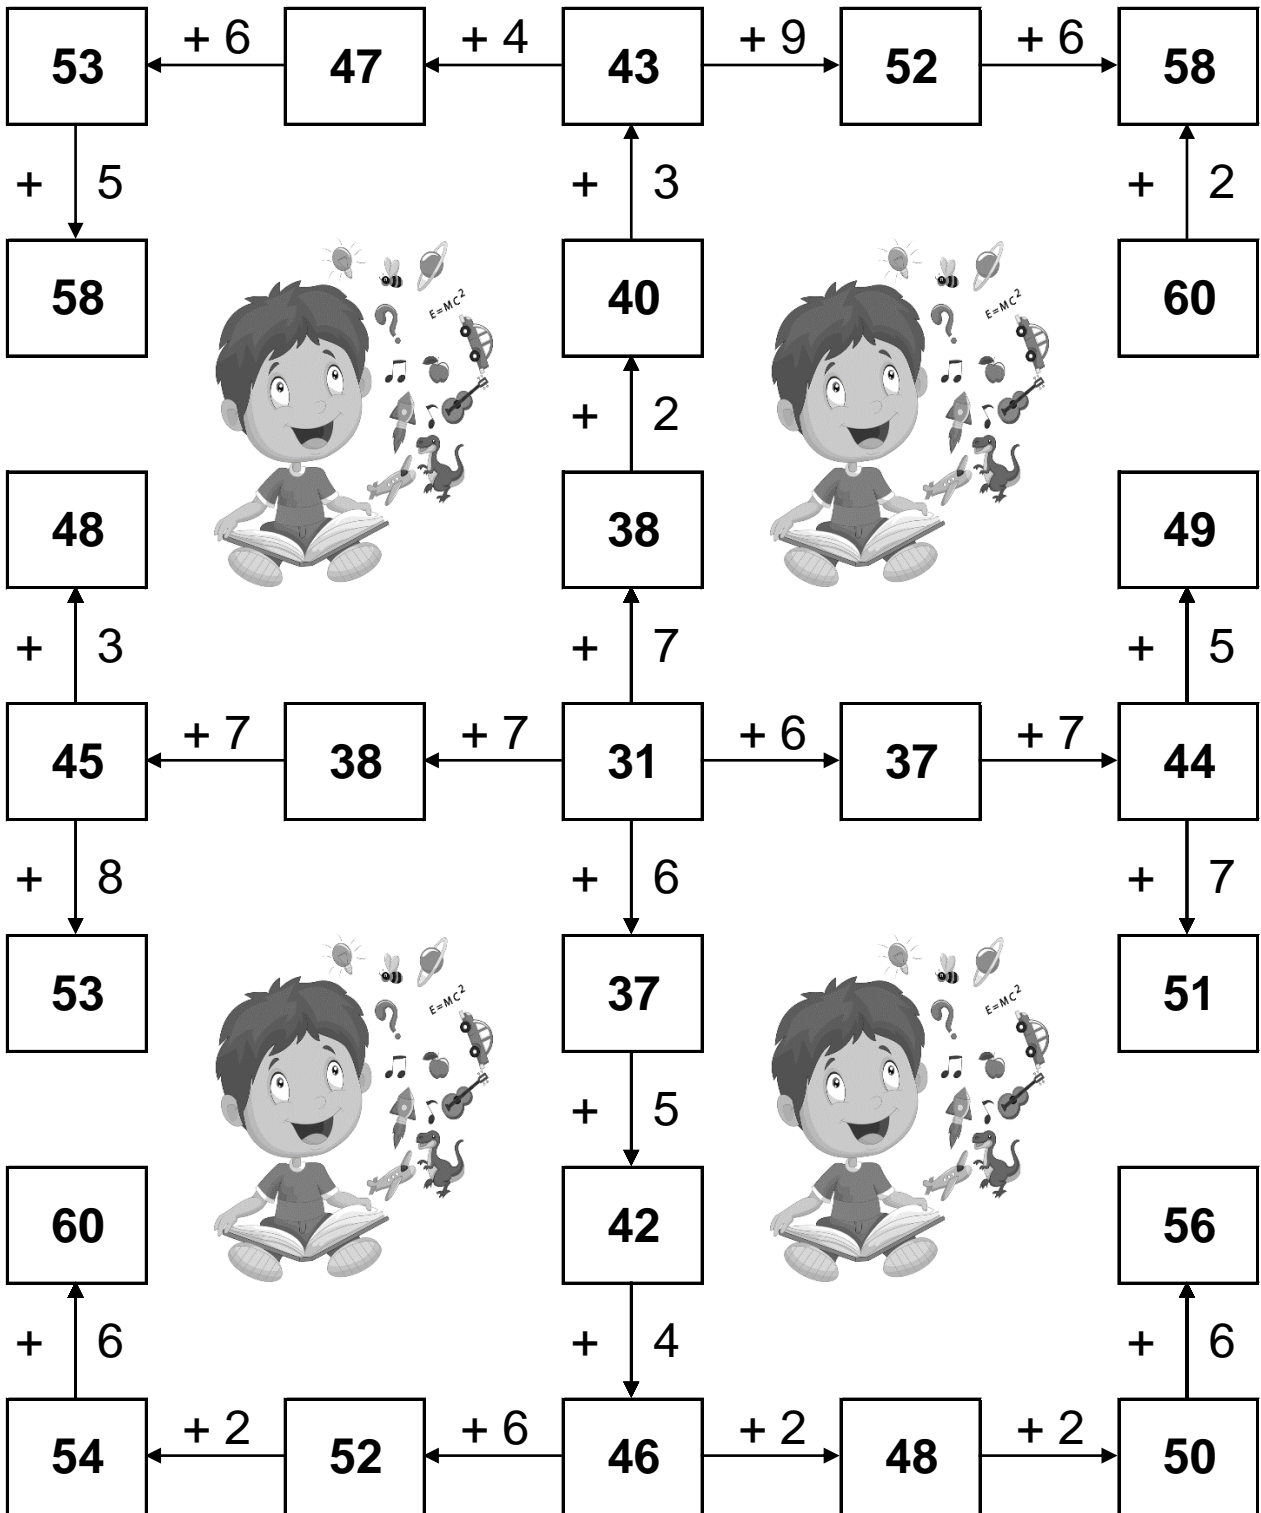 53 + 6 47 + 4 43 + 9 52 + 6 58
+ 5 + 3 + 2
58 40 60
E=MC² E=MC²
+ 2
48 38 49
+ 3 + 7 + 5
45 + 7 38 + 7 31 + 6 37 + 7 44
+ 8 + 6 + 7
53 37 51
E=MC² E=MC²
+ 5
60 42 56
+ 6 + 4 + 6
54 + 2 52 + 6 46 + 2 48 + 2 50